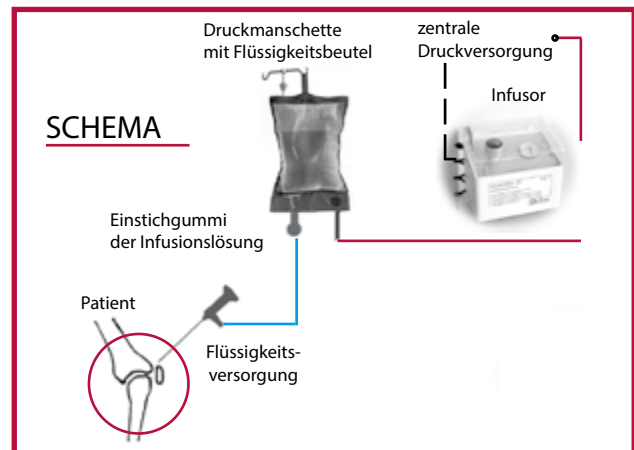 Druckmanschette
mit Flüssigkeitsbeutel
zentrale
Druckversorgung
Infusor
SCHEMA
Einstichgummi
der Infusionslösung
Patient
Flüssigkeits-
versorgung